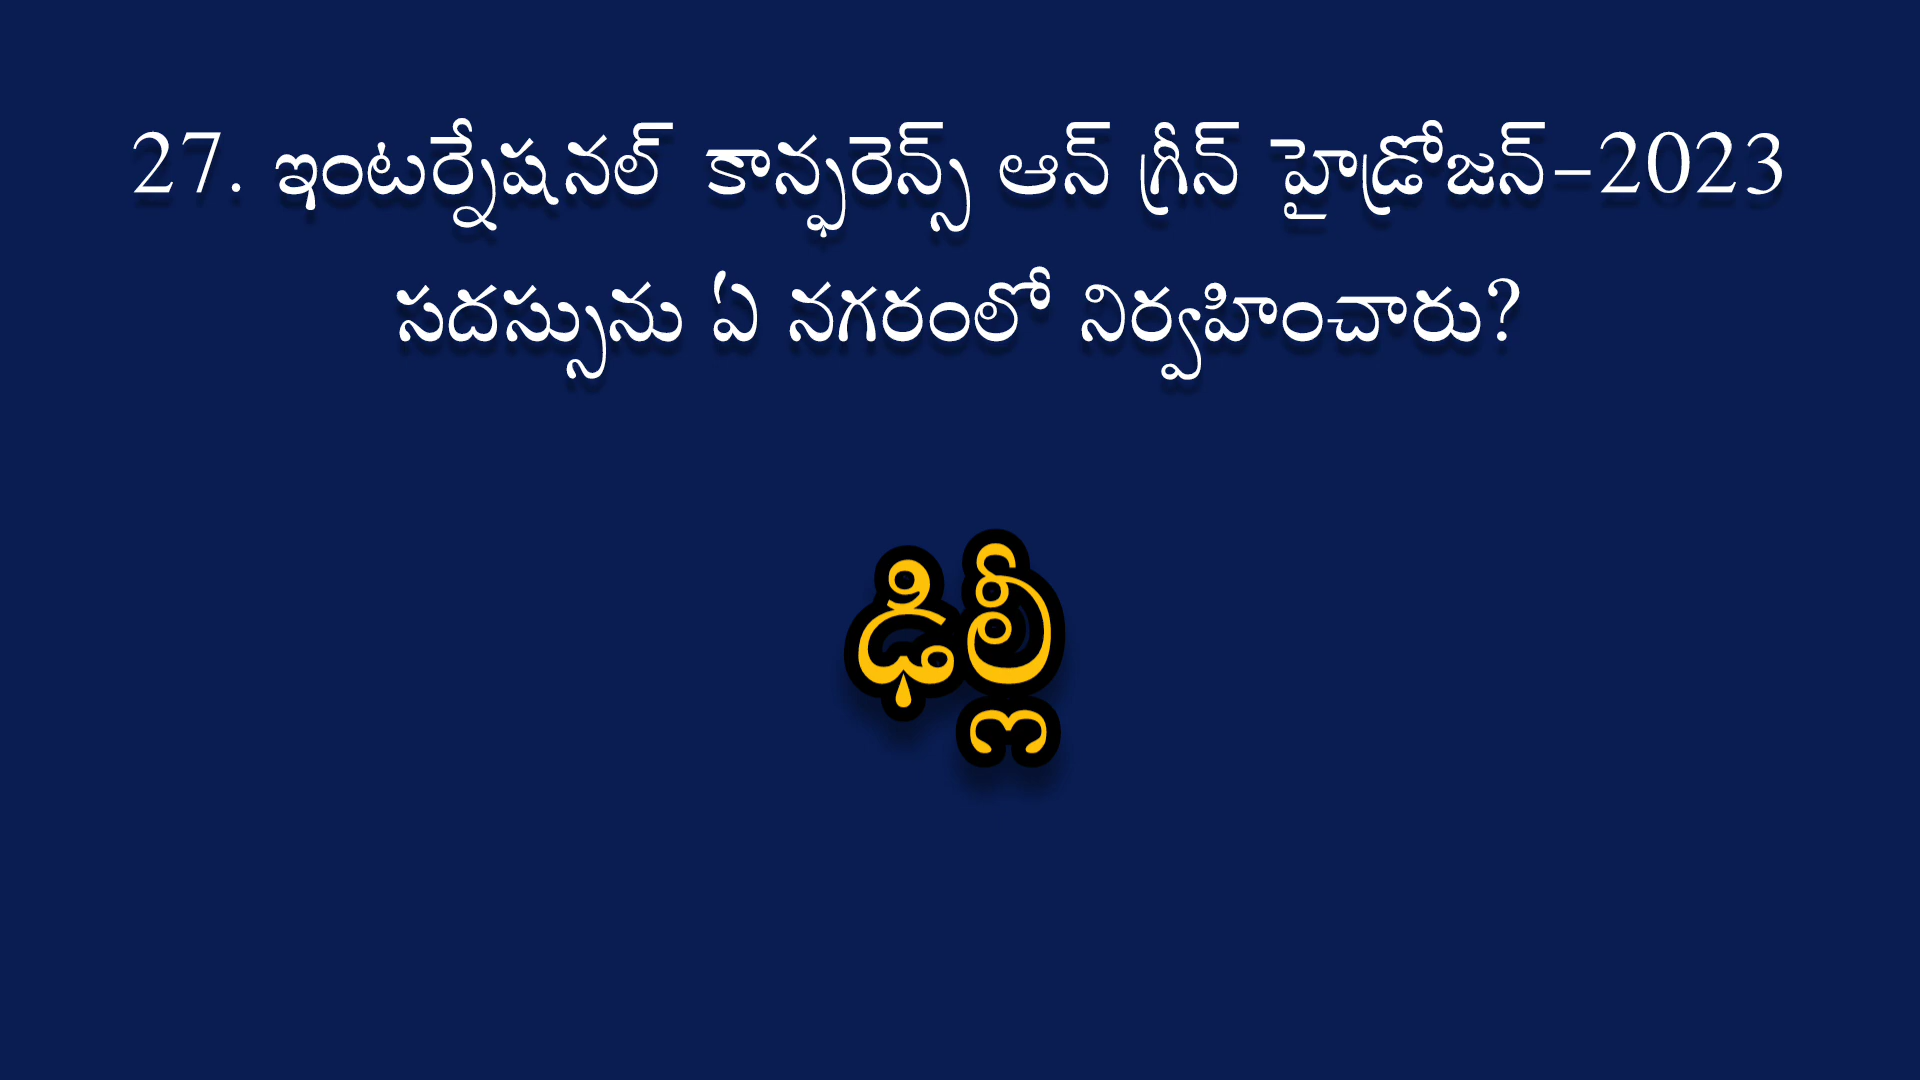 27. ఇంటర్నేషనల్ కాన్ఫరెన్స్ ఆన్ గ్రీన్ హైడ్రోజన్-2023
సదస్సును ఏ నగరంలో నిర్వహించారు?
ఢిల్లీ